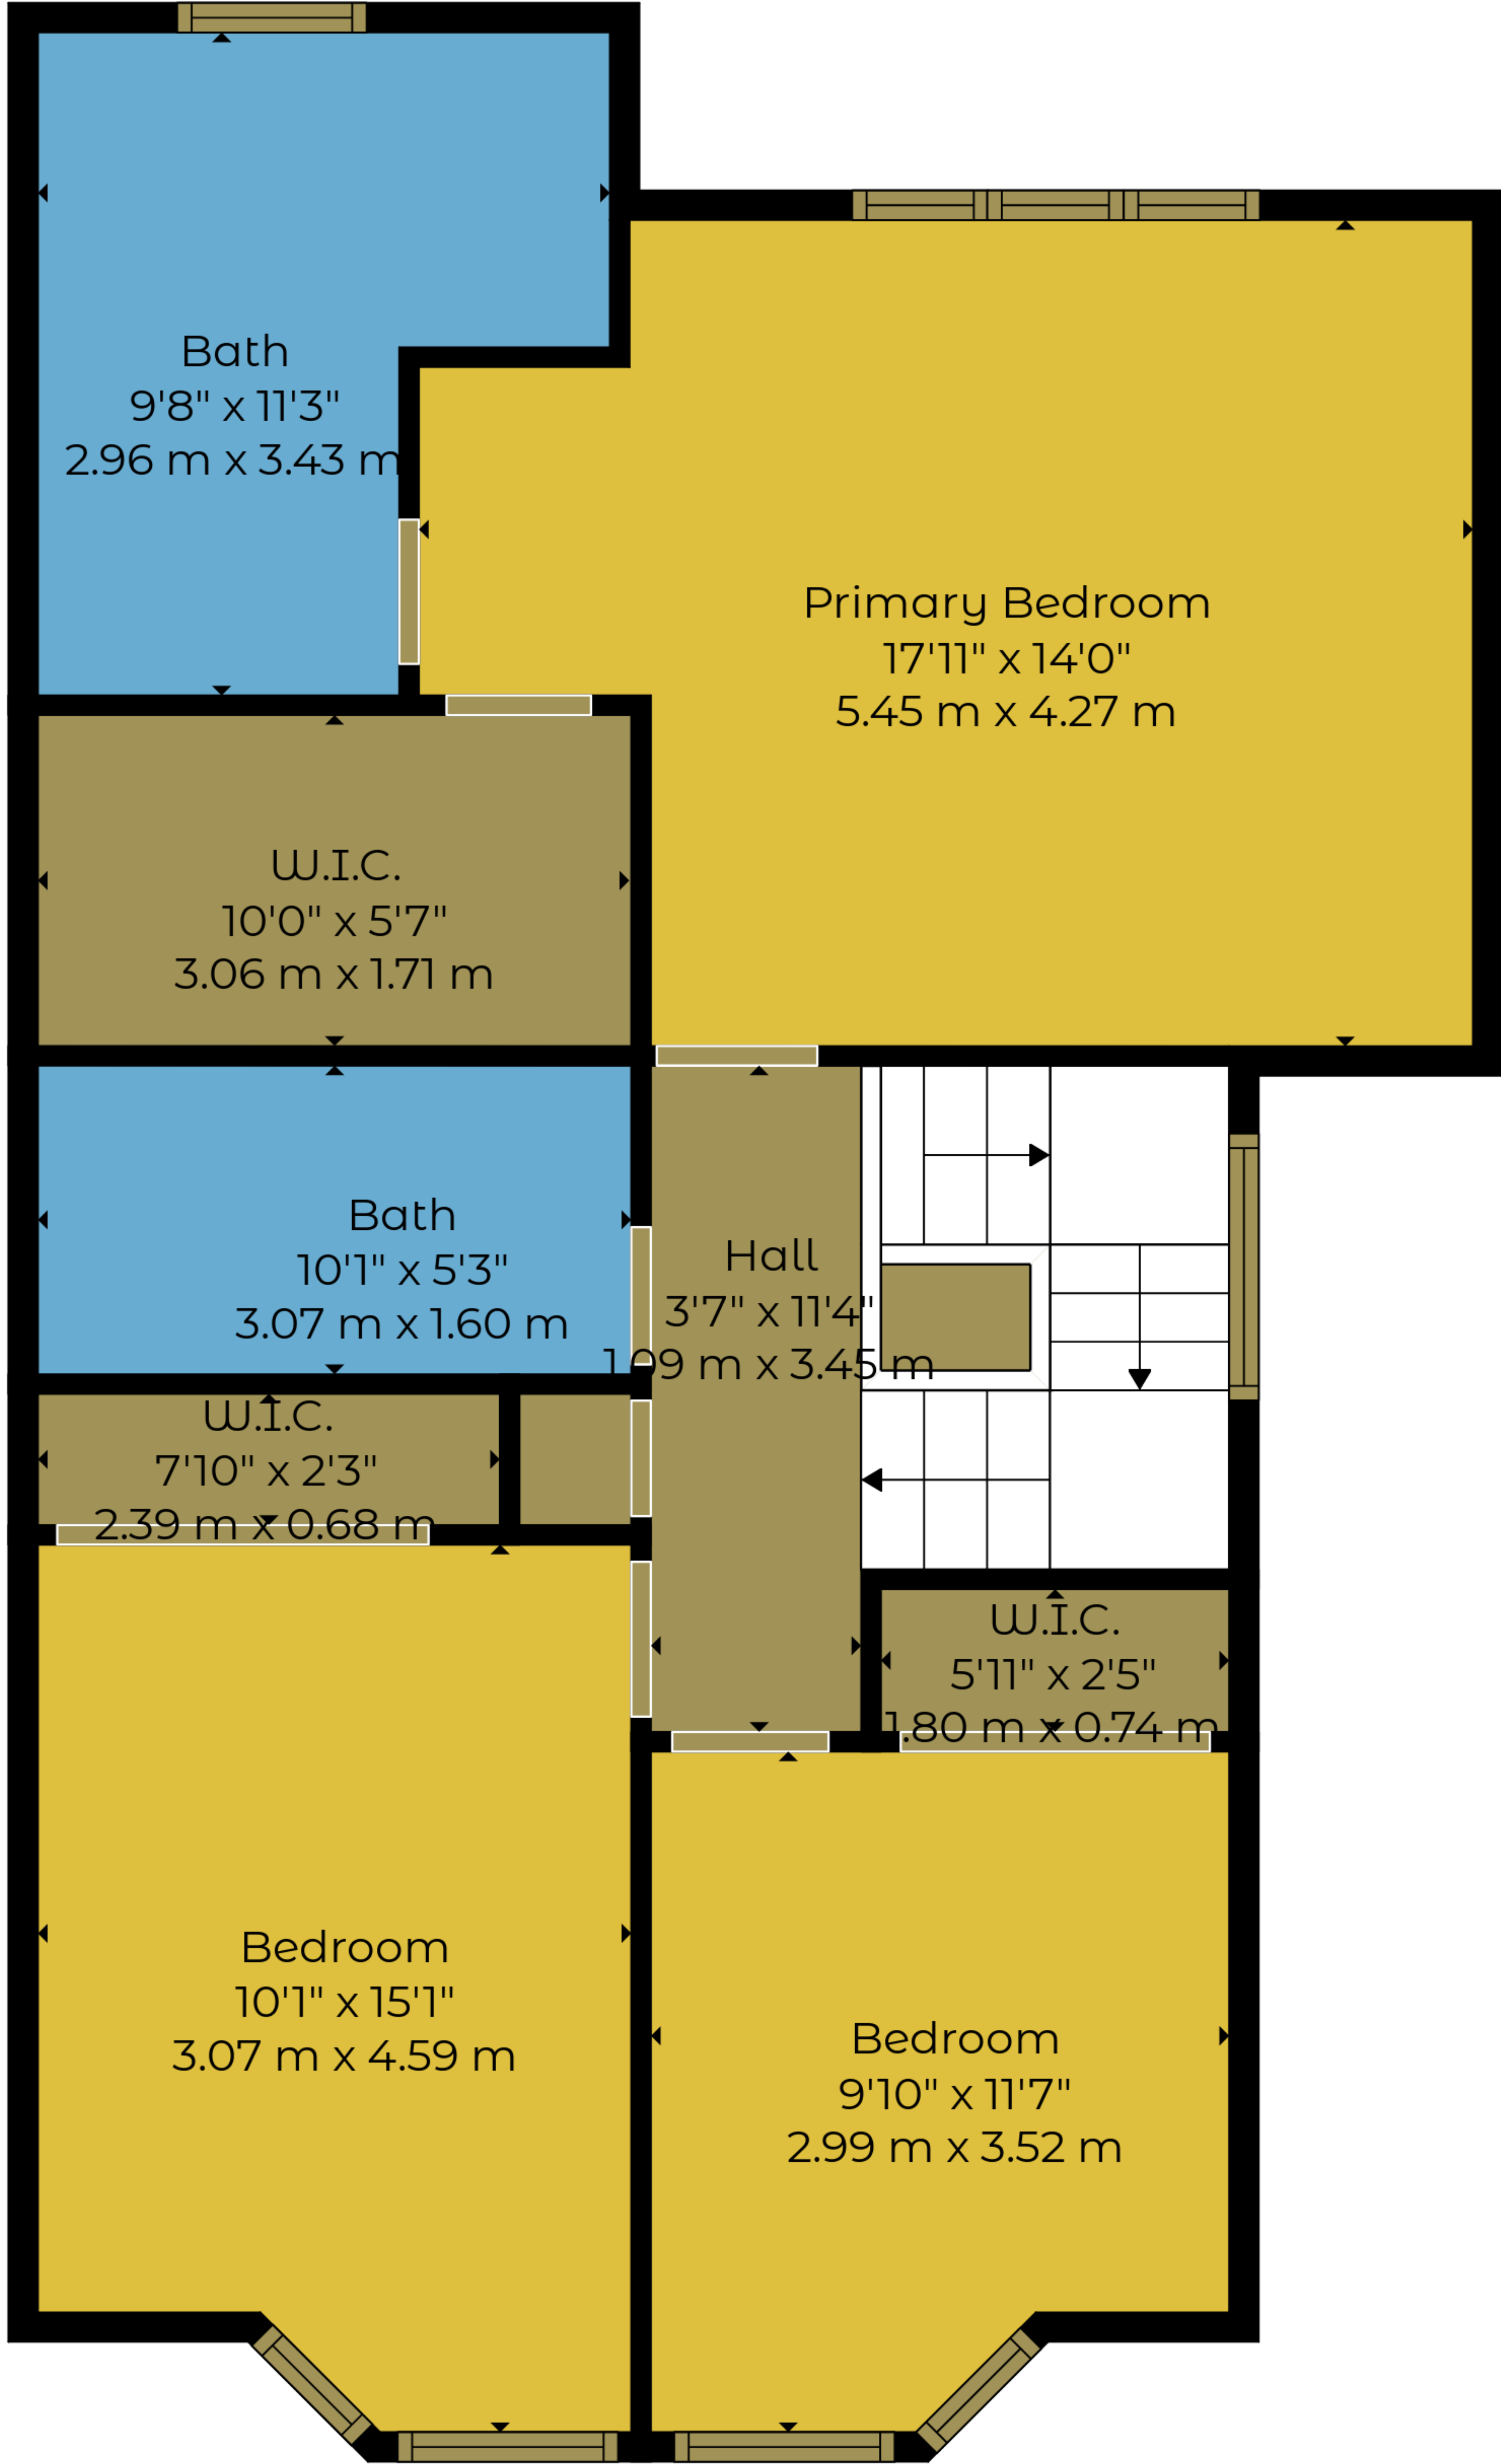 Bath
9'8" x 11'3"
2.96 m x 3.43 m
Primary Bedroom
17'11" x 14'0"
5.45 m x 4.27 m
W.I.C.
10'0" x 5'7"
3.06 m x 1.71 m
Bath
10'1" x 5'3"
3.07 m x 1.60 m
Hall
3'7" x 11'4"
1.09 m x 3.45 m
W.I.C.
7'10" x 2'3"
2.39 m x 0.68 m
W.I.C.
5'11" x 2'5"
1.80 m x 0.74 m
Bedroom
10'1" x 15'1"
3.07 m x 4.59 m
Bedroom
9'10" x 11'7"
2.99 m x 3.52 m